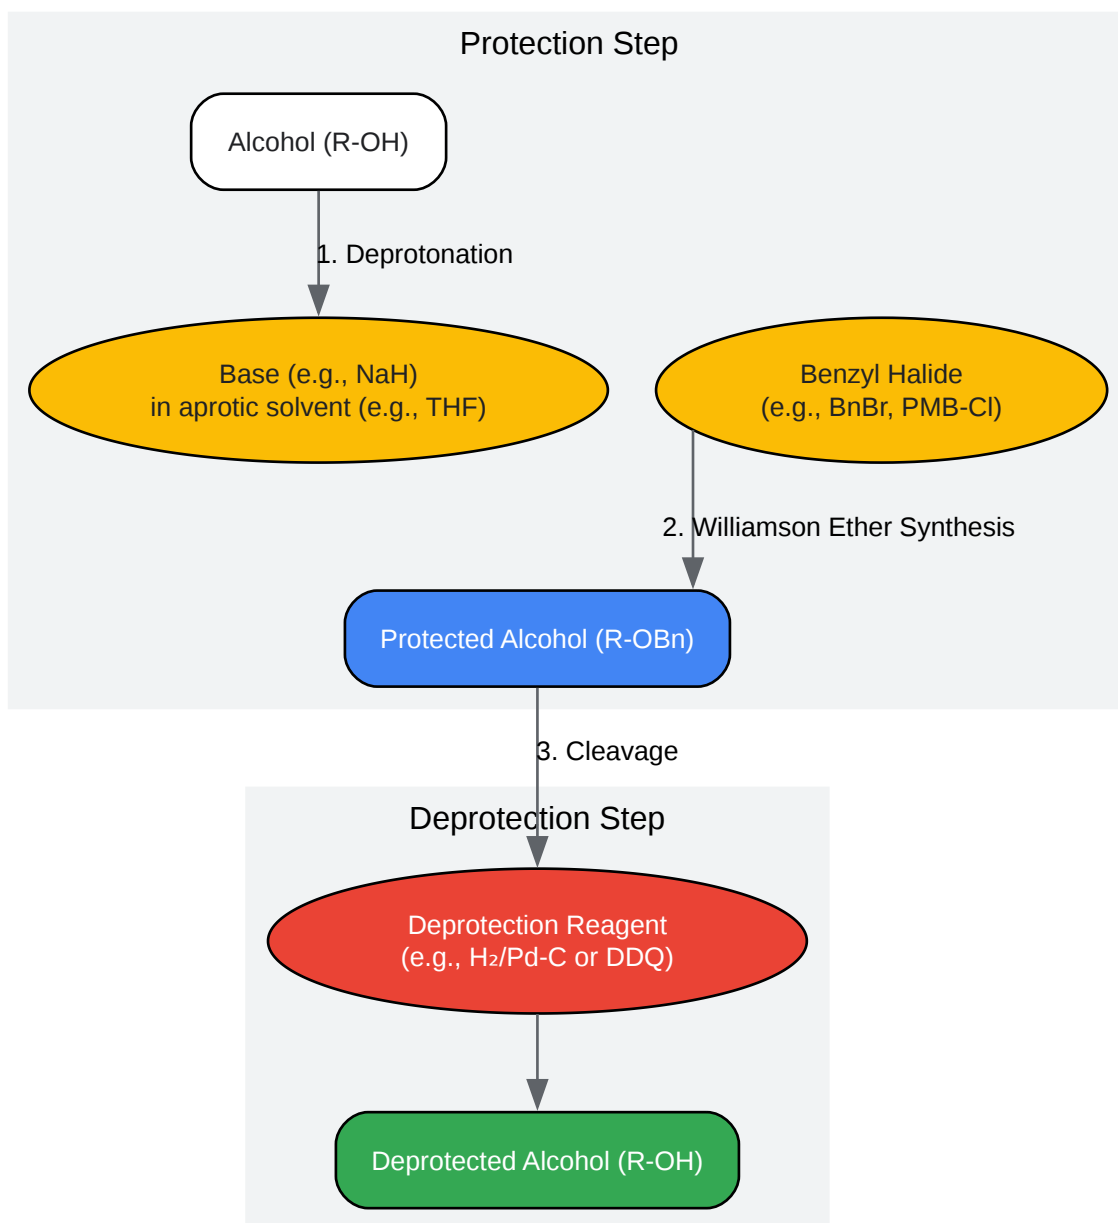 Protection Step
Alcohol (R-OH)
1. Deprotonation
Base (e.g., NaH)
in aprotic solvent (e.g., THF)
Benzyl Halide
(e.g., BnBr, PMB-Cl)
2. Williamson Ether Synthesis
Protected Alcohol (R-OBn)
3. Cleavage
Deprotection Step
Deprotection Reagent
(e.g., H₂/Pd-C or DDQ)
Deprotected Alcohol (R-OH)